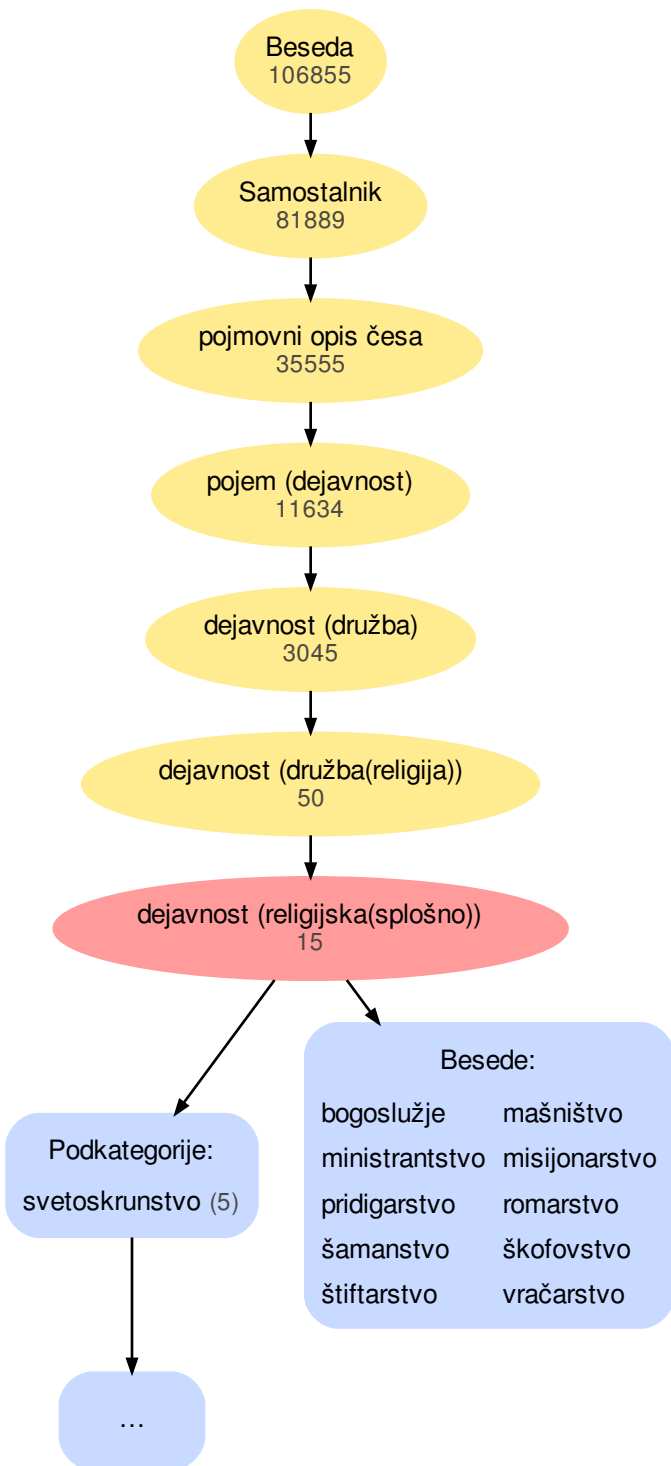 Beseda
106855
Samostalnik
81889
pojmovni opis česa
35555
pojem (dejavnost)
11634
dejavnost (družba)
3045
dejavnost (družba(religija))
50
dejavnost (religijska(splošno))
15
Besede:
bogoslužje mašništvo
ministrantstvo misijonarstvo
pridigarstvo romarstvo
šamanstvo škofovstvo
štiftarstvo vračarstvo
Podkategorije:
svetoskrunstvo (5)
...